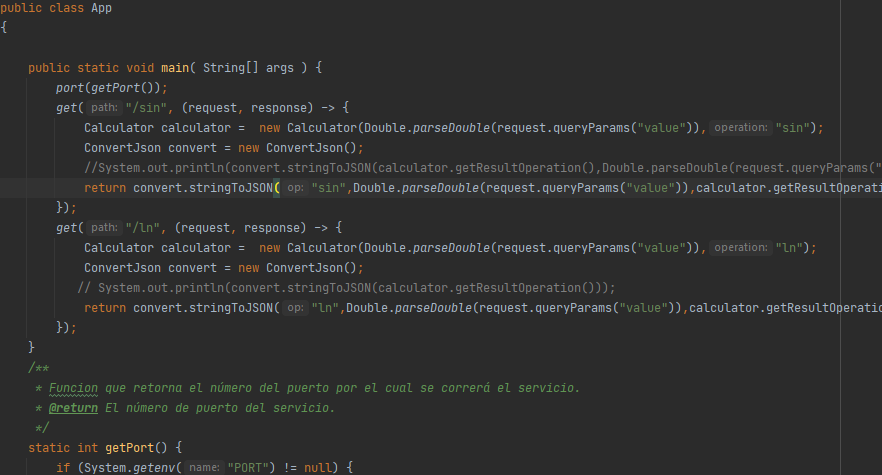 public class App
{
public static void main( String[] args ) {
port(getPort());
get( path: "/sin", (request, response) -> {
Calculator calculator =  new Calculator(Double.parseDouble(request.queryParams("value")), operation: "sin");
ConvertJson convert = new ConvertJson();
//System.out.println(convert.stringToJSON(calculator.getResultOperation(),Double.parseDouble(request.queryParams("
return convert.stringToJSON( op: "sin",Double.parseDouble(request.queryParams("value")),calculator.getResultOperati
});
get( path: "/ln", (request, response) -> {
Calculator calculator =  new Calculator(Double.parseDouble(request.queryParams("value")), operation: "ln");
ConvertJson convert = new ConvertJson();
// System.out.println(convert.stringToJSON(calculator.getResultOperation()));
return convert.stringToJSON( op: "ln",Double.parseDouble(request.queryParams("value")),calculator.getResultOperatio
});
}
/**
* Funcion que retorna el número del puerto por el cual se correrá el servicio.
* @return El número de puerto del servicio.
*/
static int getPort() {
if (System.getenv( name: "PORT") != null) {